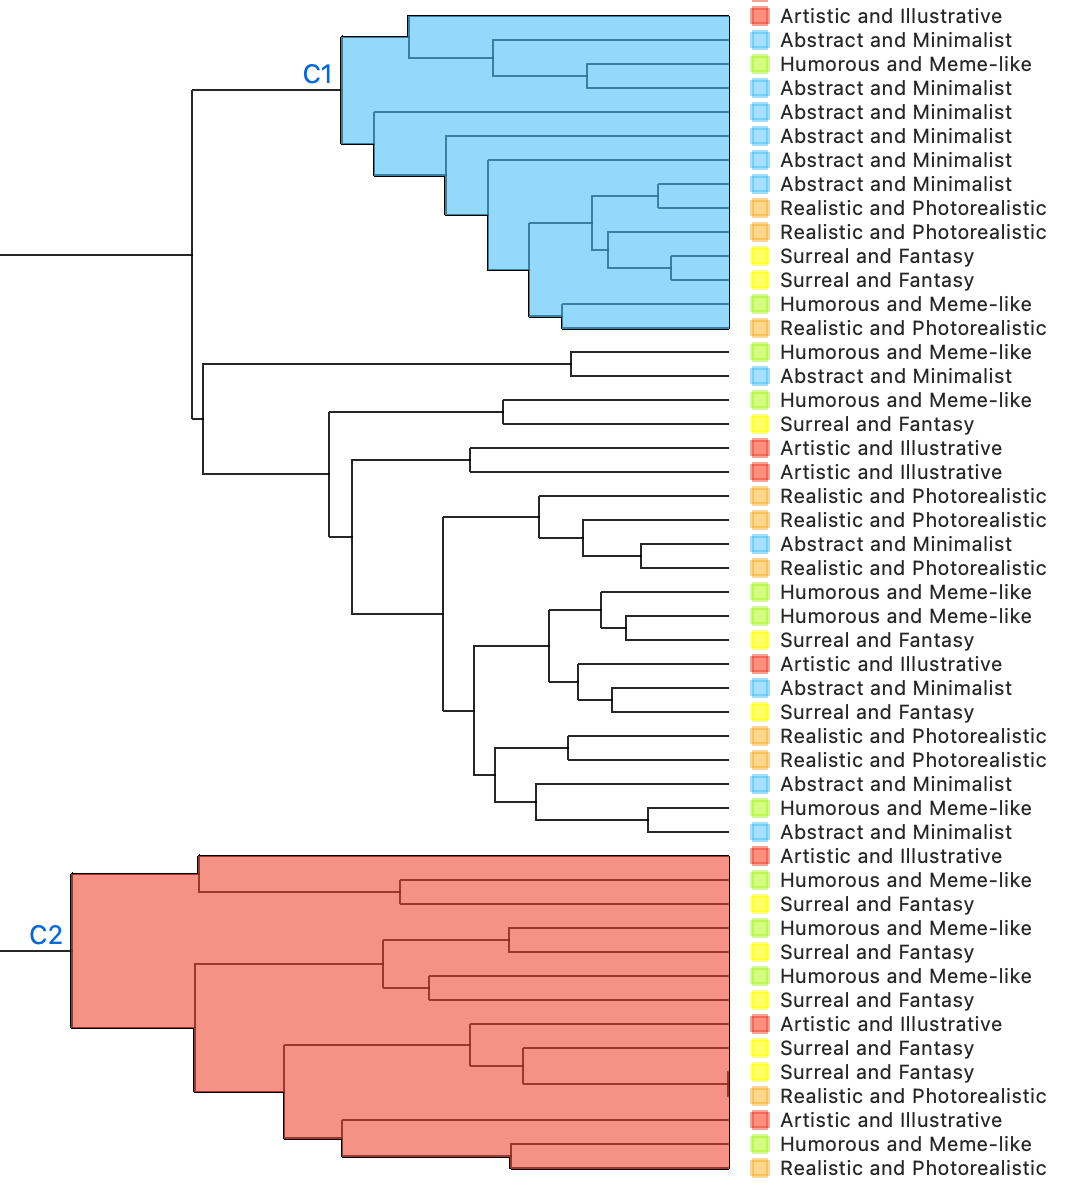 Artistic and Illustrative
Abstract and Minimalist
C1
Humorous and Meme-like
Abstract and Minimalist
Abstract and Minimalist
Abstract and Minimalist
Abstract and Minimalist
Abstract and Minimalist
Realistic and Photorealistic
Realistic and Photorealistic
Surreal and Fantasy
Surreal and Fantasy
Humorous and Meme-like
Realistic and Photorealistic
Humorous and Meme-like
Abstract and Minimalist
Humorous and Meme-like
Surreal and Fantasy
Artistic and Illustrative
Artistic and Illustrative
Realistic and Photorealistic
Realistic and Photorealistic
Abstract and Minimalist
Realistic and Photorealistic
Humorous and Meme-like
Humorous and Meme-like
Surreal and Fantasy
Artistic and Illustrative
Abstract and Minimalist
Surreal and Fantasy
Realistic and Photorealistic
Realistic and Photorealistic
Abstract and Minimalist
Humorous and Meme-like
Abstract and Minimalist
Artistic and Illustrative
Humorous and Meme-like
Surreal and Fantasy
C2
Humorous and Meme-like
Surreal and Fantasy
Humorous and Meme-like
Surreal and Fantasy
Artistic and Illustrative
Surreal and Fantasy
Surreal and Fantasy
Realistic and Photorealistic
Artistic and Illustrative
Humorous and Meme-like
Realistic and Photorealistic